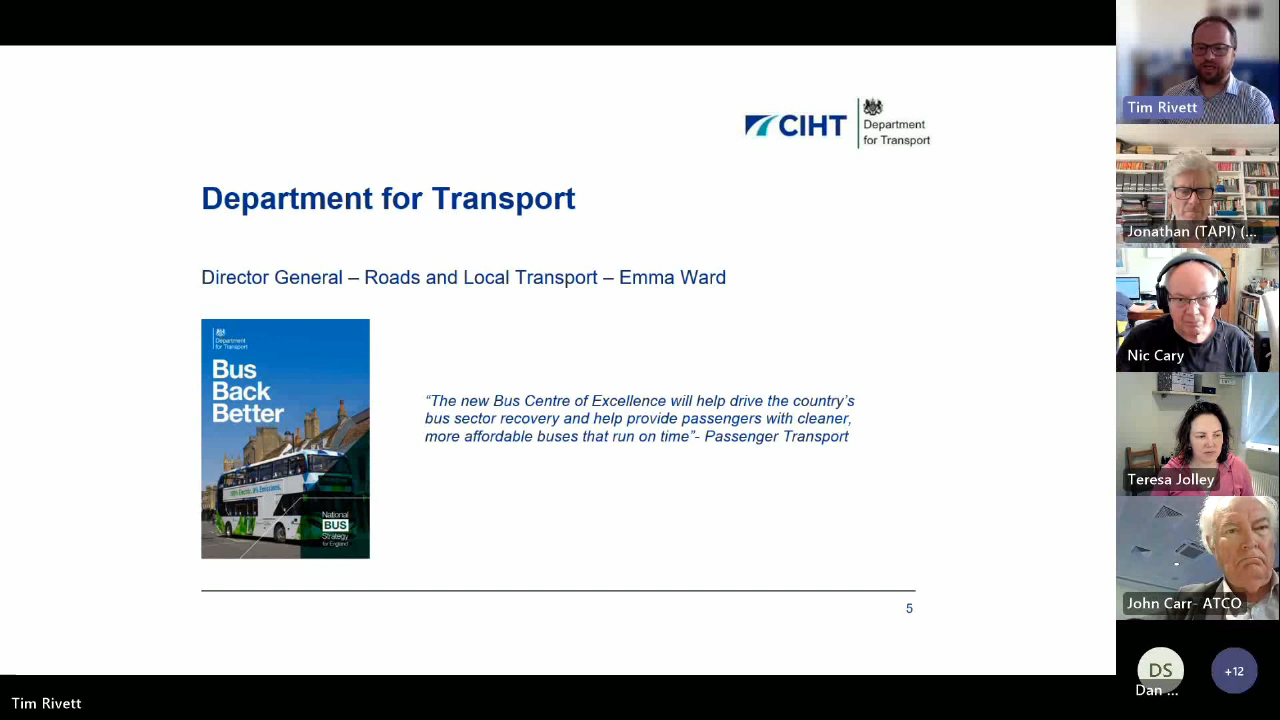 CIHT
Department
for Transport
Department for Transport
Director General – Roads and Local Transport – Emma Ward
Department
for Transport
Bus
Back
Better
National
BUS
Strategy
for England
“The new Bus Centre of Excellence will help drive the country’s
bus sector recovery and help provide passengers with cleaner,
more affordable buses that run on time”- Passenger Transport
5
Tim Rivett
Tim Rivett
Jonathan (TAPI) (...
Nic Cary
Teresa Jolley
John Carr- ATCO
DS
Dan ...
+12